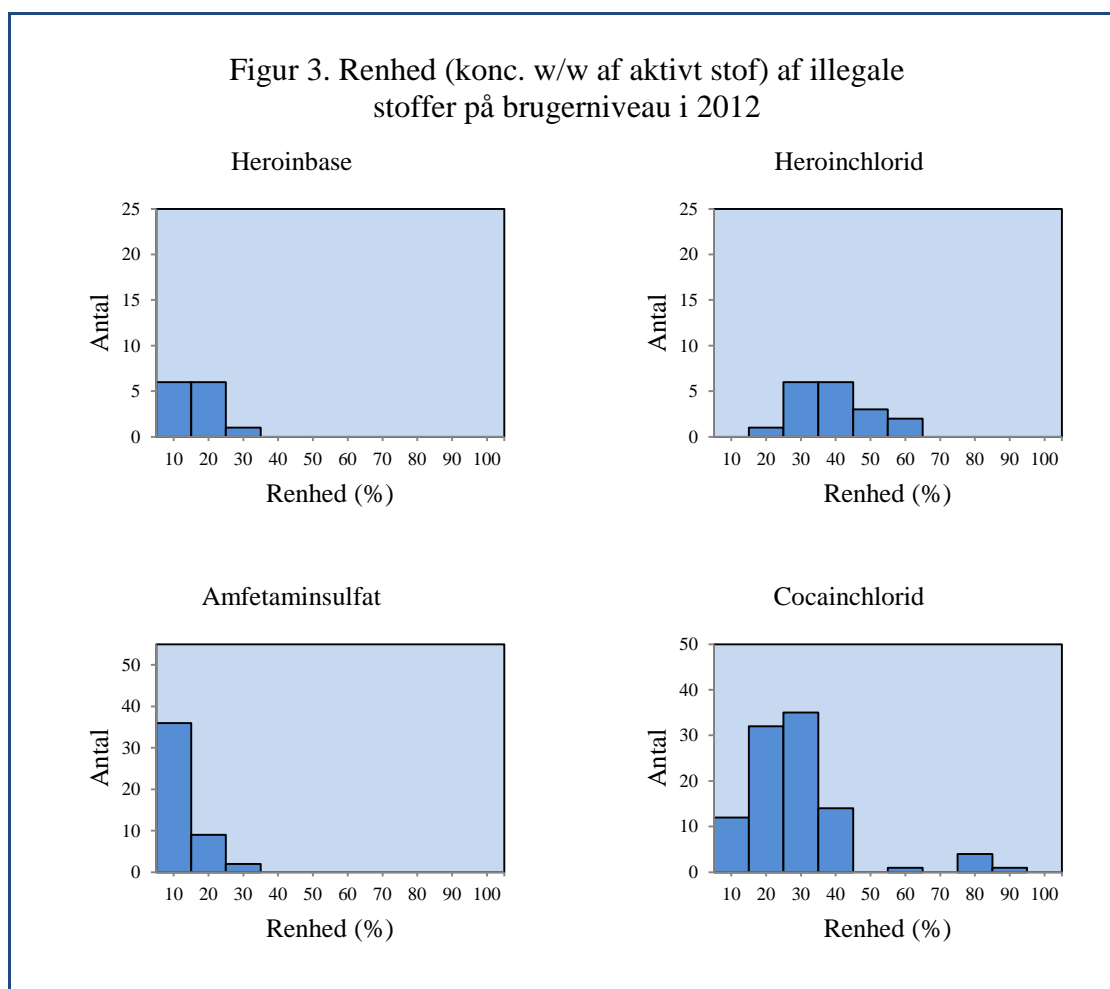 Figur 3. Renhed (konc. w/w af aktivt stof) af illegale
stoffer på brugerniveau i 2012
Heroinbase
25
20
15
10
5
0
Antal
10 20 30 40 50 60 70 80 90 100
Renhed (%)
Heroinchlorid
25
20
15
10
5
0
Antal
10 20 30 40 50 60 70 80 90 100
Renhed (%)
Amfetaminsulfat
50
40
30
20
10
0
Antal
10 20 30 40 50 60 70 80 90 100
Renhed (%)
Cocainchlorid
50
40
30
20
10
0
Antal
10 20 30 40 50 60 70 80 90 100
Renhed (%)